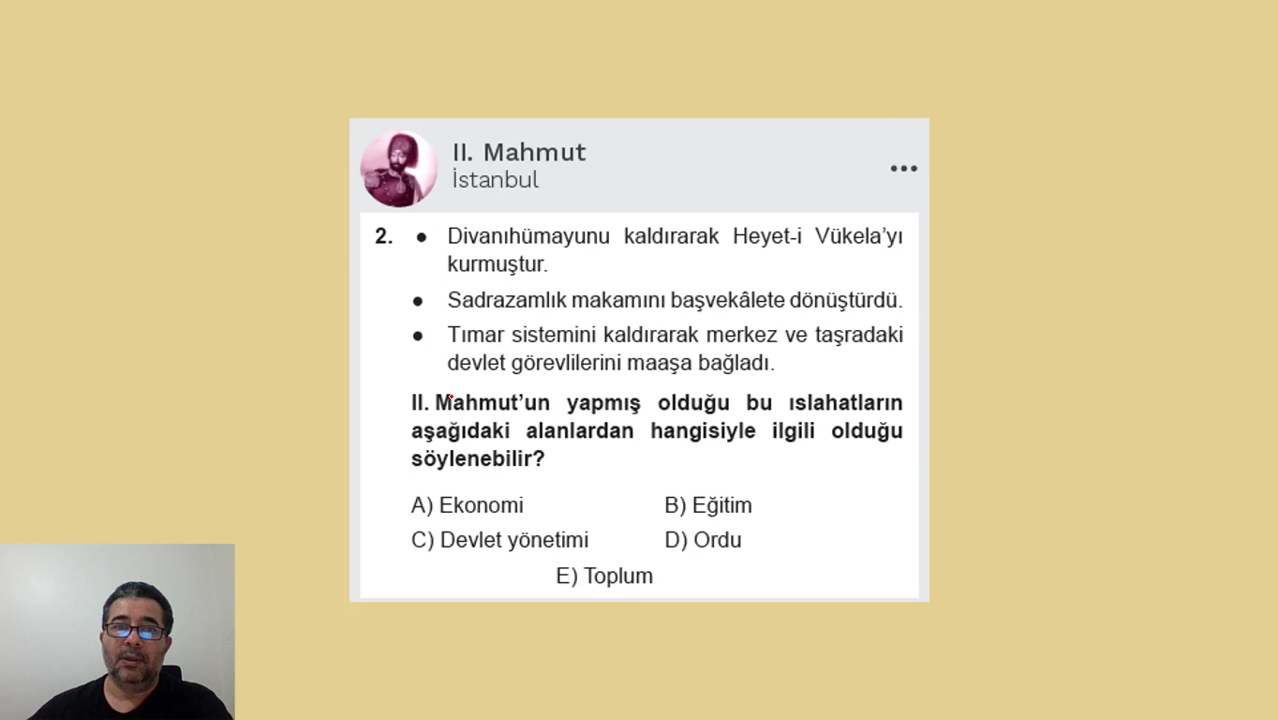 II. Mahmut
İstanbul
2. ● Divanıhümayunu kaldırarak Heyet-i Vükela’yı
kurmuştur.
● Sadrazamlık makamını başvekâlete dönüştürdü.
● Tımar sistemini kaldırarak merkez ve taşradaki
devlet görevlilerini maaşa bağladı.
II. Mahmut’un yapmış olduğu bu ıslahatların
aşağıdaki alanlardan hangisiyle ilgili olduğu
söylenebilir?
A) Ekonomi B) Eğitim
C) Devlet yönetimi D) Ordu
E) Toplum